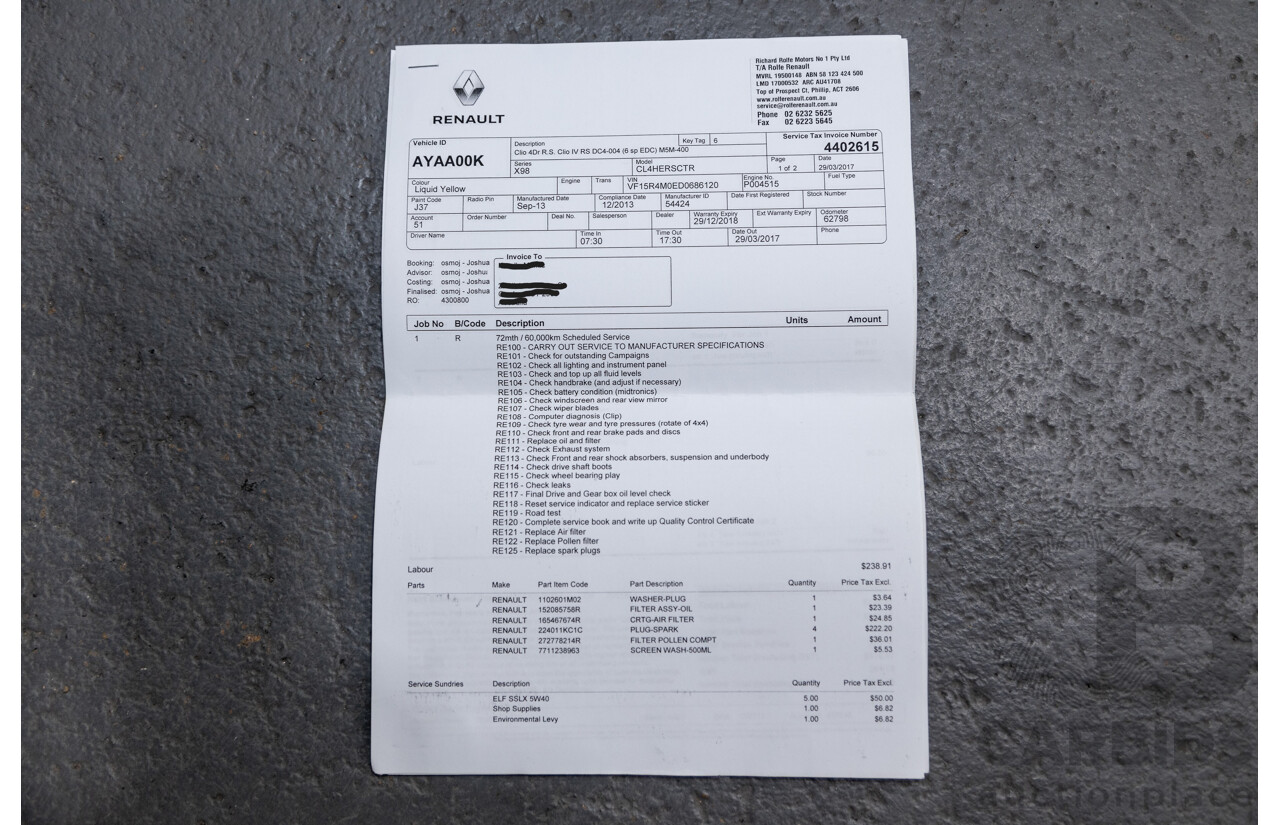 RENAULT
Richard Rolfe Motors No 1 Pty Ltd
T/A Rolfe Renault
MVRL 19500148 ABN 58 123 424 500
LMD 17000532 ARC AU41708
Top of Prospect Ct, Phillip, ACT 2606
www.rolferenault.com.au
service@rolferenault.com.au
Phone 02 6232 5625
Fax 02 6223 5645
Vehicle ID
AYAA00K
Description
Clio 4Dr R.S. Clio IV RS DC4-004 (6 sp EDC) M5M-400
Key Tag 6
Service Tax Invoice Number
4402615
Series
X98
Model
CL4HERSCTR
Page
1 of 2
Date
29/03/2017
Colour
Liquid Yellow
Engine
Trans
VIN
VF15R4M0ED0686120
Engine No.
P004515
Fuel Type
Paint Code
J37
Radio Pin
Manufactured Date
Sep-13
Compliance Date
12/2013
Manufacturer ID
54424
Date First Registered
Stock Number
Account
51
Order Number
Deal No.
Salesperson
Dealer
Warranty Expiry
29/12/2018
Ext Warranty Expiry
Odometer
62798
Driver Name
Time In
07:30
Time Out
17:30
Date Out
29/03/2017
Phone
Booking: osmoj - Joshua
Advisor: osmoj - Joshu
Costing: osmoj - Joshua
Finalised: osmoj - Joshua
RO: 4300800
Invoice To
Job No B/Code Description Units Amount
1 R 72mth / 60,000km Scheduled Service
RE100 - CARRY OUT SERVICE TO MANUFACTURER SPECIFICATIONS
RE101 - Check for outstanding Campaigns
RE102 - Check all lighting and instrument panel
RE103 - Check and top up all fluid levels
RE104 - Check handbrake (and adjust if necessary)
RE105 - Check battery condition (midtronics)
RE106 - Check windscreen and rear view mirror
RE107 - Check wiper blades
RE108 - Computer diagnosis (Clip)
RE109 - Check tyre wear and tyre pressures (rotate of 4x4)
RE110 - Check front and rear brake pads and discs
RE111 - Replace oil and filter
RE112 - Check Exhaust system
RE113 - Check Front and rear shock absorbers, suspension and underbody
RE114 - Check drive shaft boots
RE115 - Check wheel bearing play
RE116 - Check leaks
RE117 - Final Drive and Gear box oil level check
RE118 - Reset service indicator and replace service sticker
RE119 - Road test
RE120 - Complete service book and write up Quality Control Certificate
RE121 - Replace Air filter
RE122 - Replace Pollen filter
RE125 - Replace spark plugs
Labour $238.91
Parts Make Part Item Code Part Description Quantity Price Tax Excl.
RENAULT 1102601M02 WASHER-PLUG 1 $3.64
RENAULT 152085758R FILTER ASSY-OIL 1 $23.39
RENAULT 165467674R CRTG-AIR FILTER 1 $24.85
RENAULT 224011KC1C PLUG-SPARK 4 $222.20
RENAULT 272778214R FILTER POLLEN COMPT 1 $36.01
RENAULT 7711238963 SCREEN WASH-500ML 1 $5.53
Service Sundries Description Quantity Price Tax Excl.
ELF SSLX 5W40 5.00 $50.00
Shop Supplies 1.00 $6.82
Environmental Levy 1.00 $6.82
CARBIDS
auctionplace